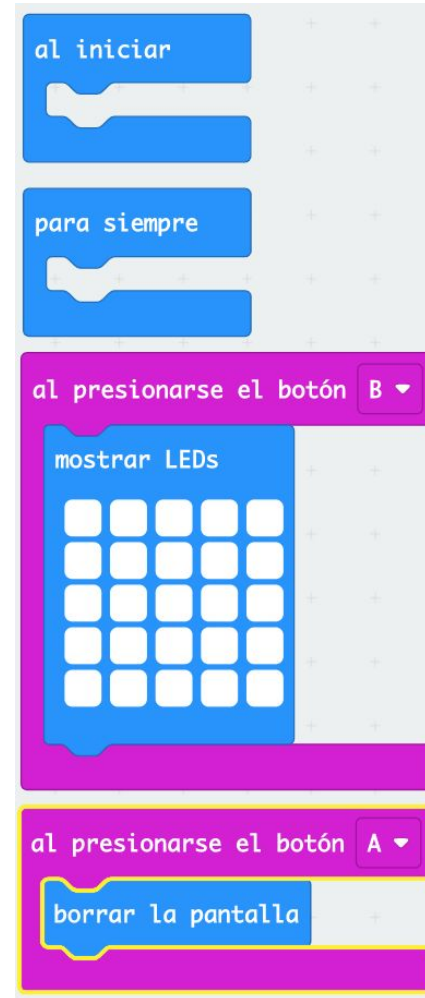 al iniciar
para siempre
al presionarse el botón B
mostrar LEDs
al presionarse el botón A
borrar la pantalla